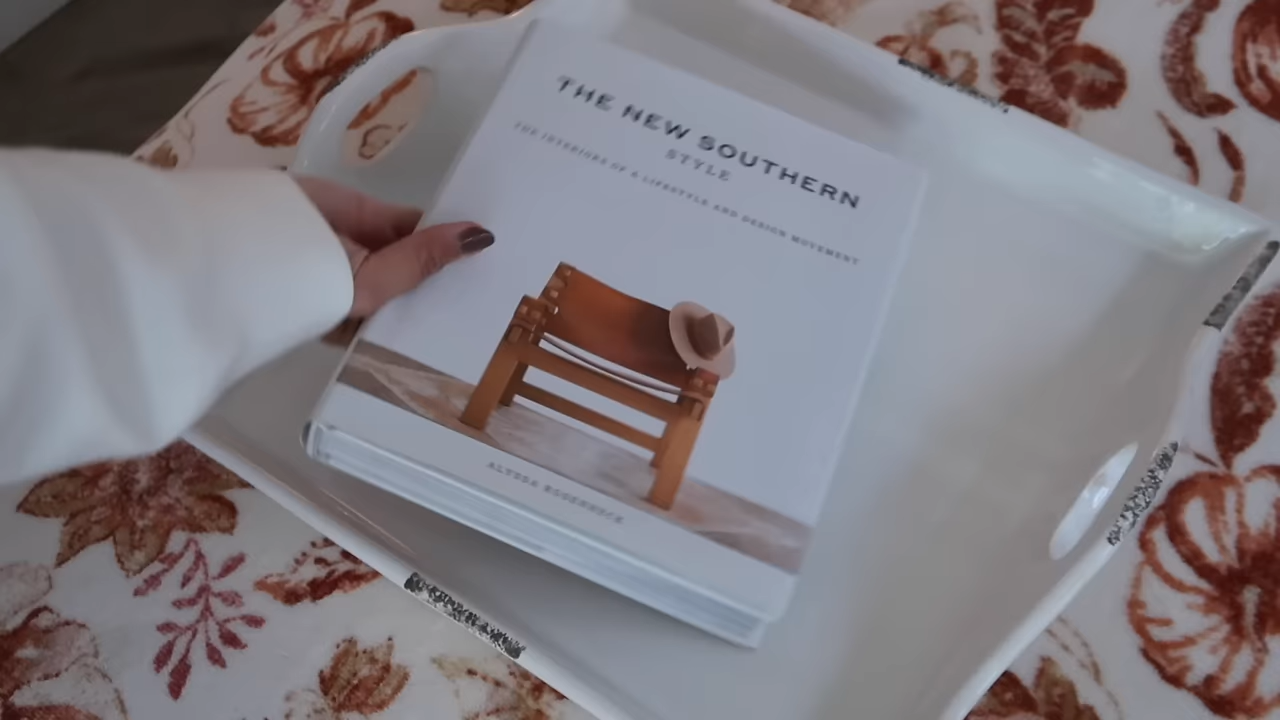 THE NEW SOUTHERN
STYLE
THE INTERIORS OF A LIFESTYLE AND DESIGN MOVEMENT